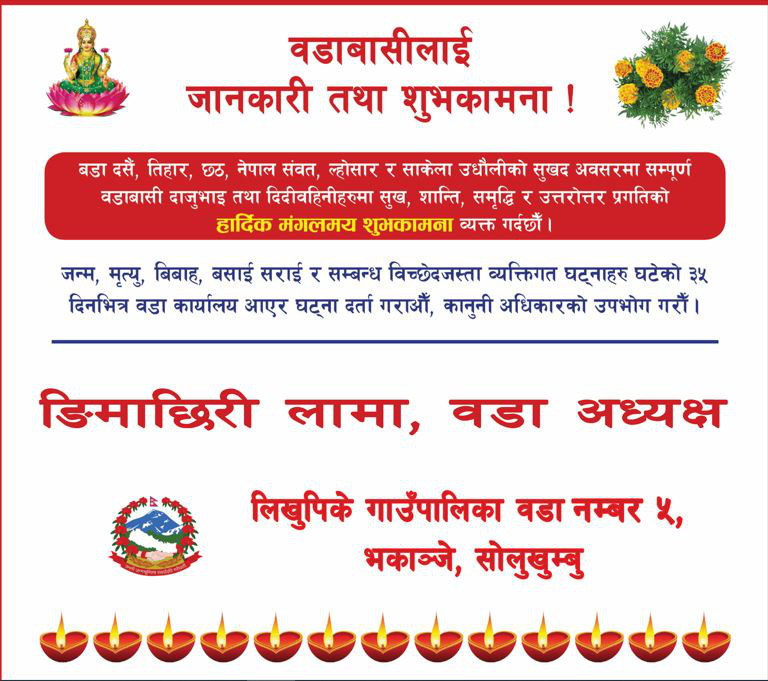 वडाबासीलाई
जानकारी तथा शुभकामना !
बडा दसैं, तिहार, छठ, नेपाल संवत, ल्होसार र साकेला उधौलीको सुखद अवसरमा सम्पूर्ण
वडाबासी दाजुभाइ तथा दिदीवहिनीहरुमा सुख, शान्ति, समृद्धि र उत्तरोत्तर प्रगतिको
हार्दिक मंगलमय शुभकामना व्यक्त गर्दछौँ।
जन्म, मृत्यु, बिबाह, बसाई सराई र सम्बन्ध विच्छेदजस्ता व्यक्तिगत घट्नाहरु घटेको ३५
दिनभित्र वडा कार्यालय आएर घट्ना दर्ता गराऔँ, कानुनी अधिकारको उपभोग गरौँ।
ङिमाछिरी लामा, वडा अध्यक्ष
लिखुपिके गाउँपालिका वडा नम्बर ५,
भकाञ्जे, सोलुखुम्बु